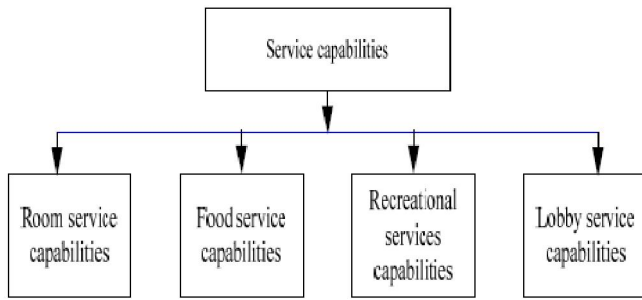 Service capabilities
Room service
capabilities
Food service
capabilities
Recreational
services
capabilities
Lobby service
capabilities